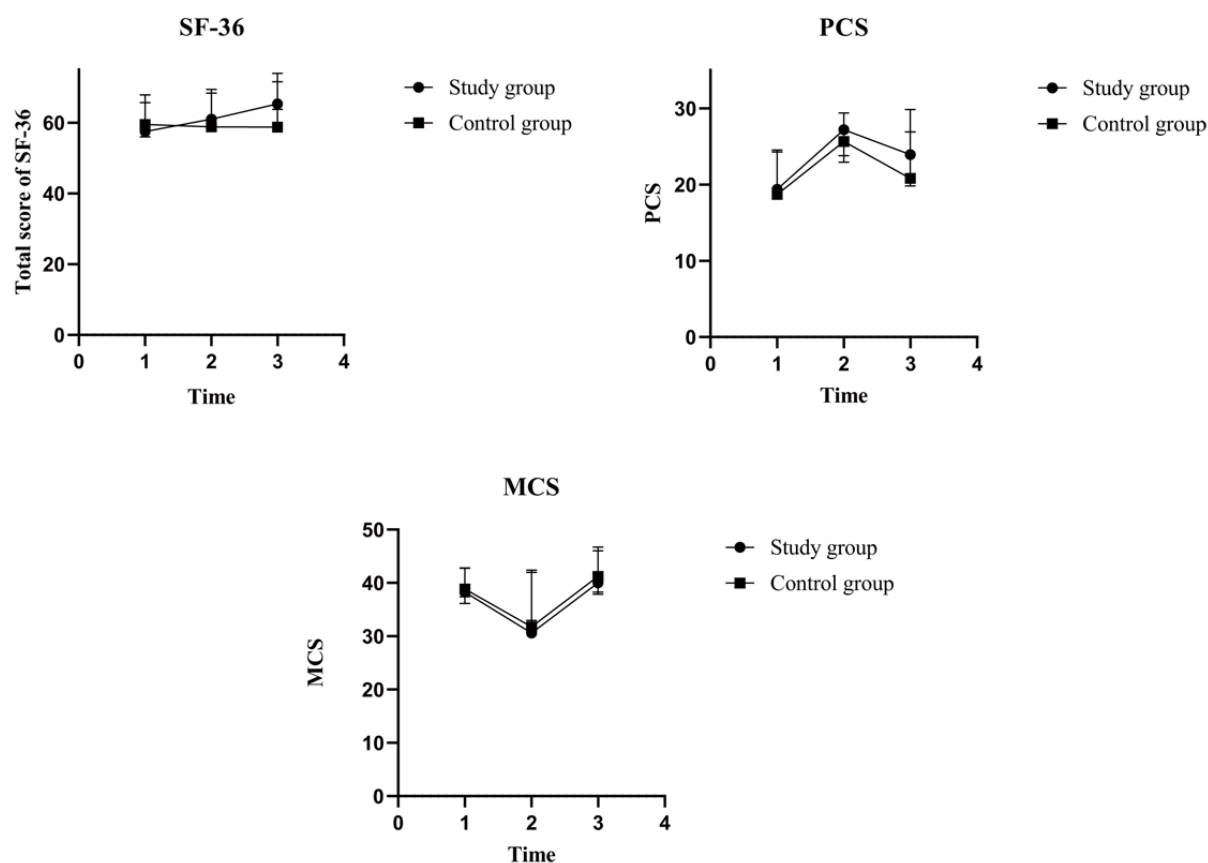 SF-36
Total score of SF-36
60
40
20
0
0 1 2 3 4
Time
Study group
Control group
PCS
PCS
30
20
10
0
0 1 2 3 4
Time
Study group
Control group
MCS
MCS
50
40
30
20
10
0
0 1 2 3 4
Time
Study group
Control group